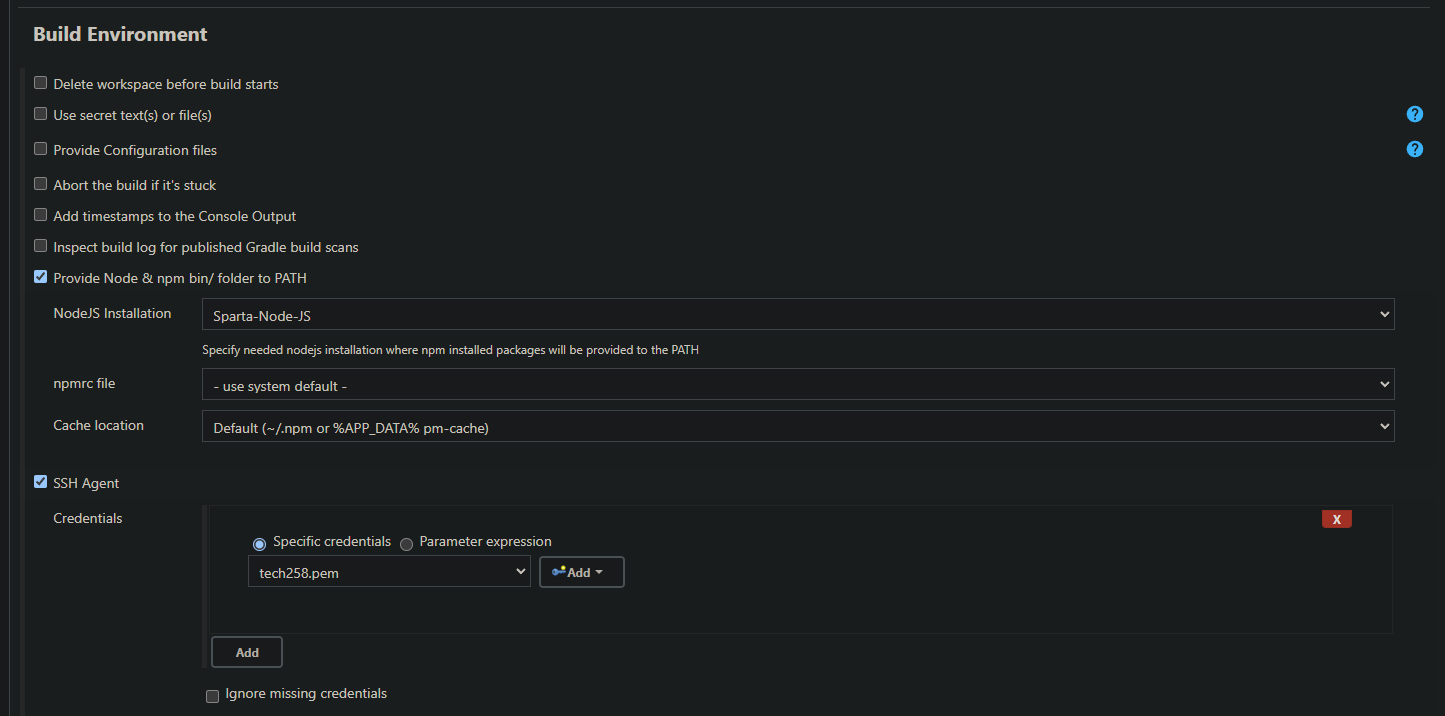 Build Environment
Delete workspace before build starts
Use secret text(s) or file(s)
?
Provide Configuration files
?
Abort the build if it's stuck
Add timestamps to the Console Output
Inspect build log for published Gradle build scans
Provide Node & npm bin/ folder to PATH
NodeJS Installation
Sparta-Node-JS
Specify needed nodejs installation where npm installed packages will be provided to the PATH
npmrc file
- use system default -
Cache location
Default (~/.npm or %APP_DATA% pm-cache)
SSH Agent
Credentials
X
Specific credentials Parameter expression
tech258.pem Add
Add
Ignore missing credentials